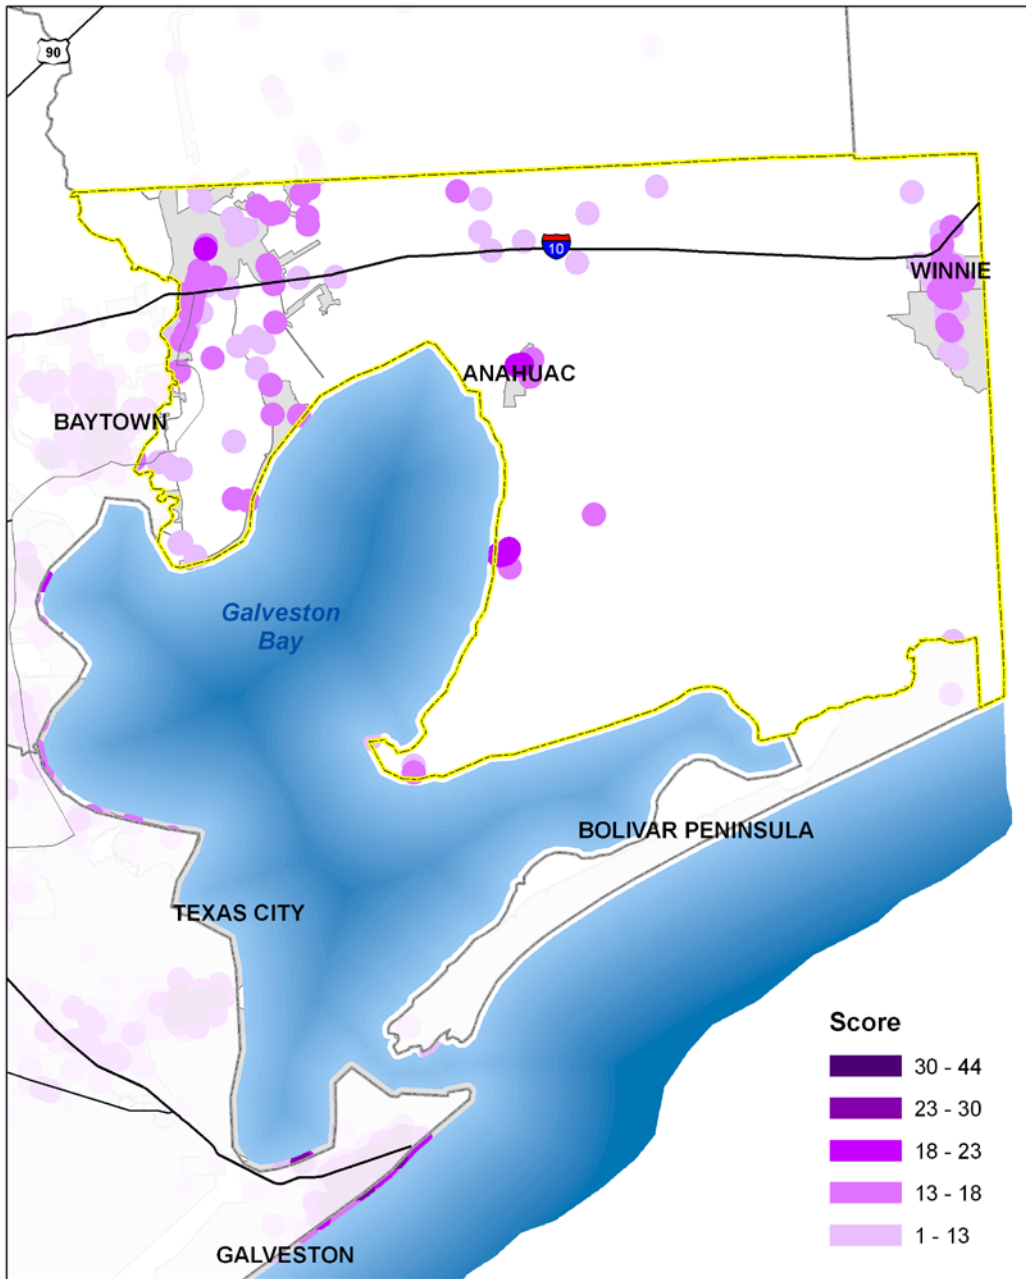 90
10
WINNIE
ANAHUAC
BAYTOWN
Galveston
Bay
BOLIVAR PENINSULA
TEXAS CITY
GALVESTON
Score
30 - 44
23 - 30
18 - 23
13 - 18
1 - 13